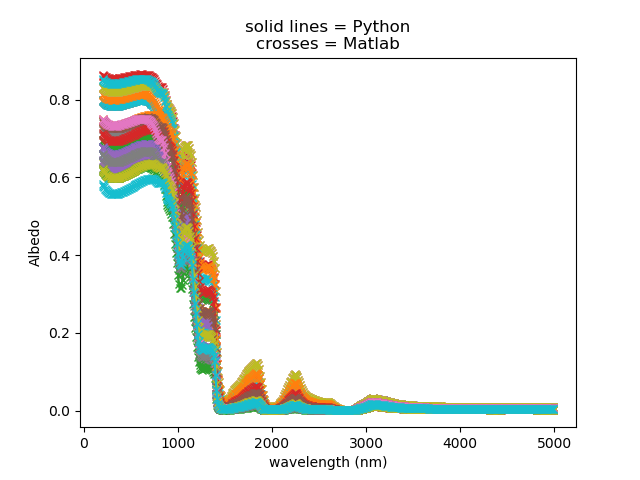 solid lines = Python
crosses = Matlab
0.8
0.6
0.4
0.2
0.0
Albedo
0
1000
2000
3000
4000
5000
wavelength (nm)